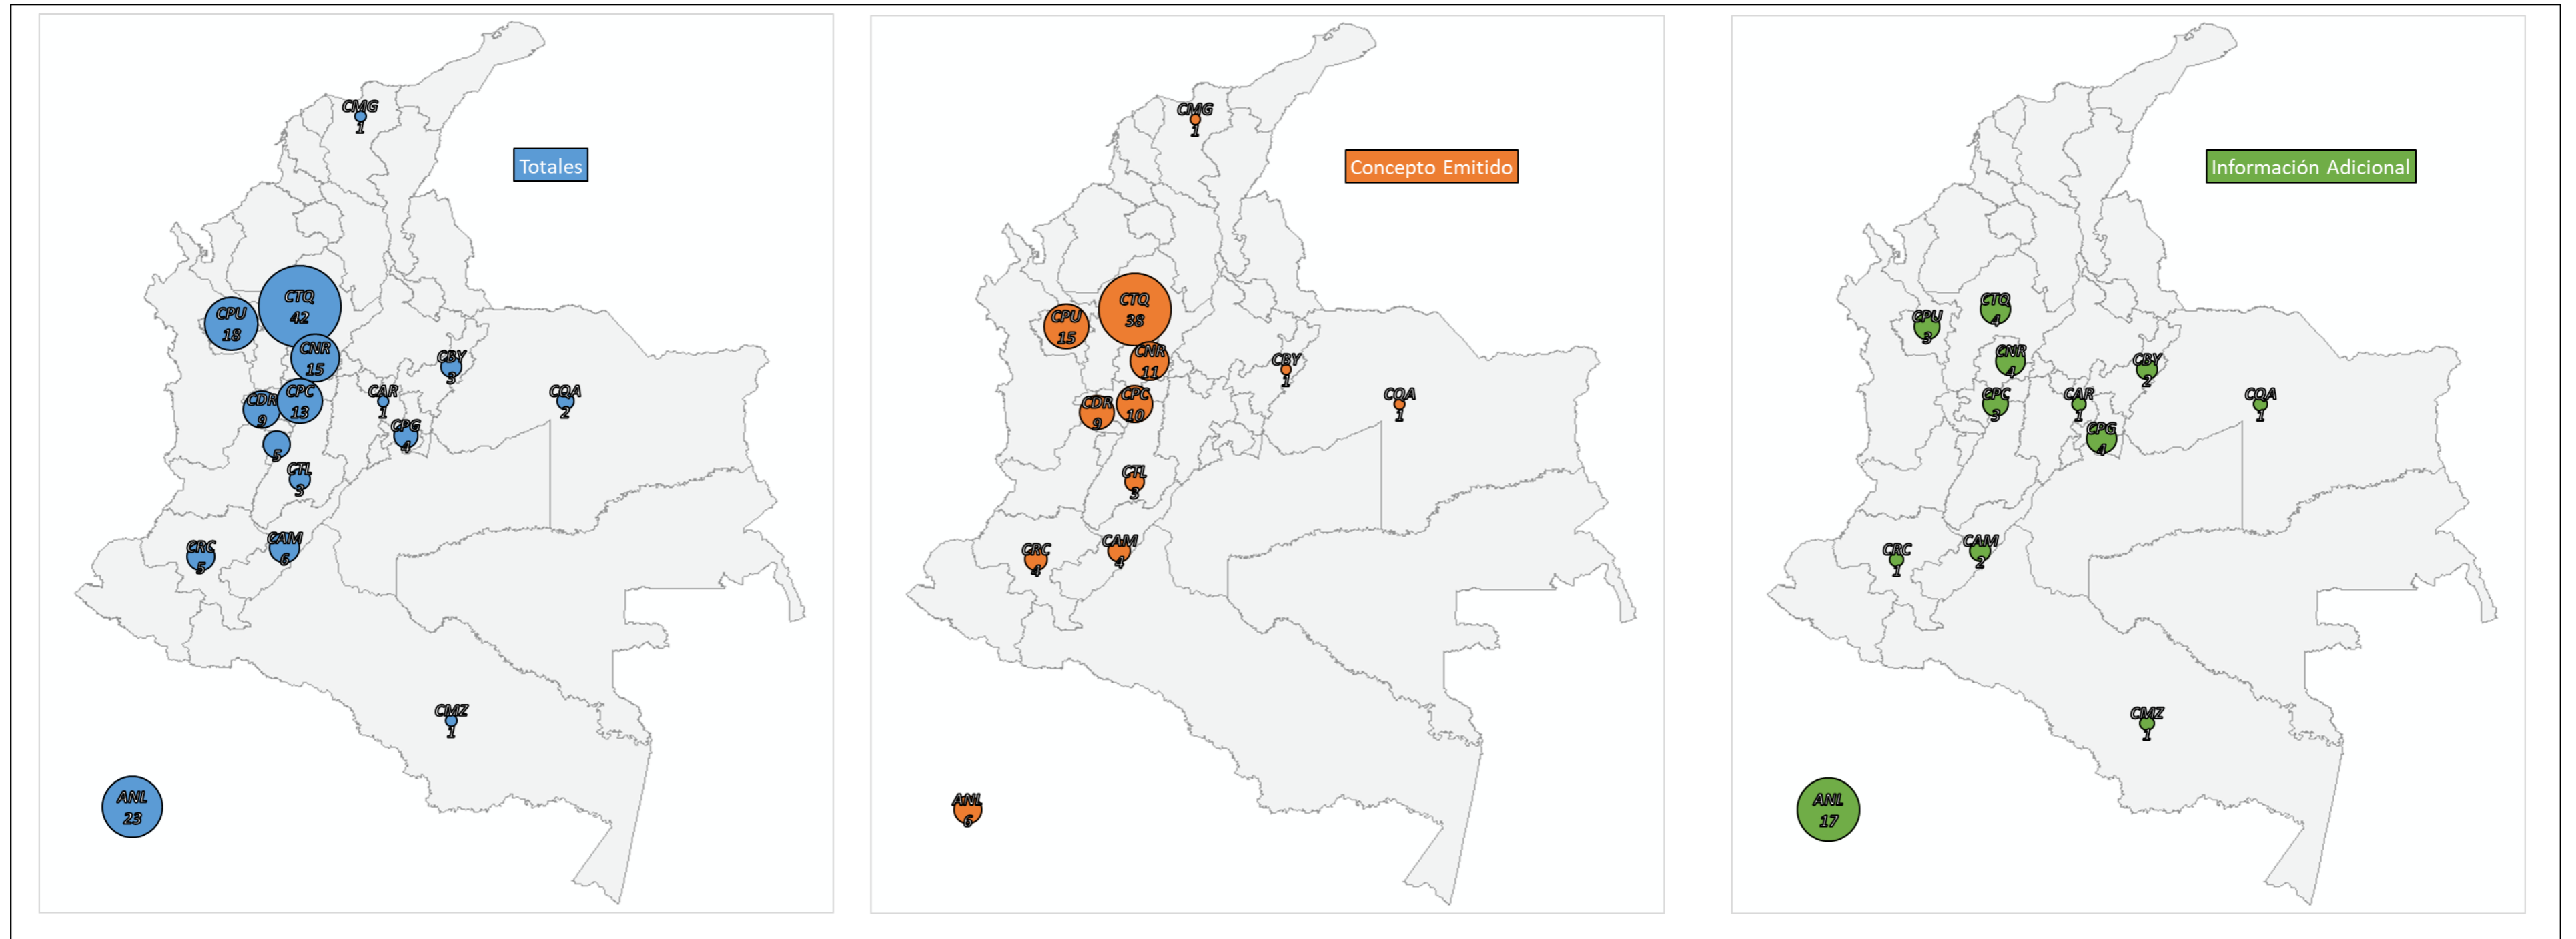 Totales
CMG
1
CTQ
42
CPU
18
CNR
15
CBY
3
CAR
1
CQA
2
CPC
13
CDR
9
CPG
4
5
CTL
3
CAM
6
CRC
5
CMZ
1
ANL
23
Concepto Emitido
CMG
1
CTQ
38
CPU
15
CNR
11
CBY
1
CQA
1
CPC
10
CDR
9
CTL
3
CAM
4
CRC
4
ANL
6
Información Adicional
CTQ
4
CPU
3
CNR
4
CBY
2
CAR
1
CQA
1
CPC
3
CPG
4
CAM
2
CRC
1
CMZ
1
ANL
17